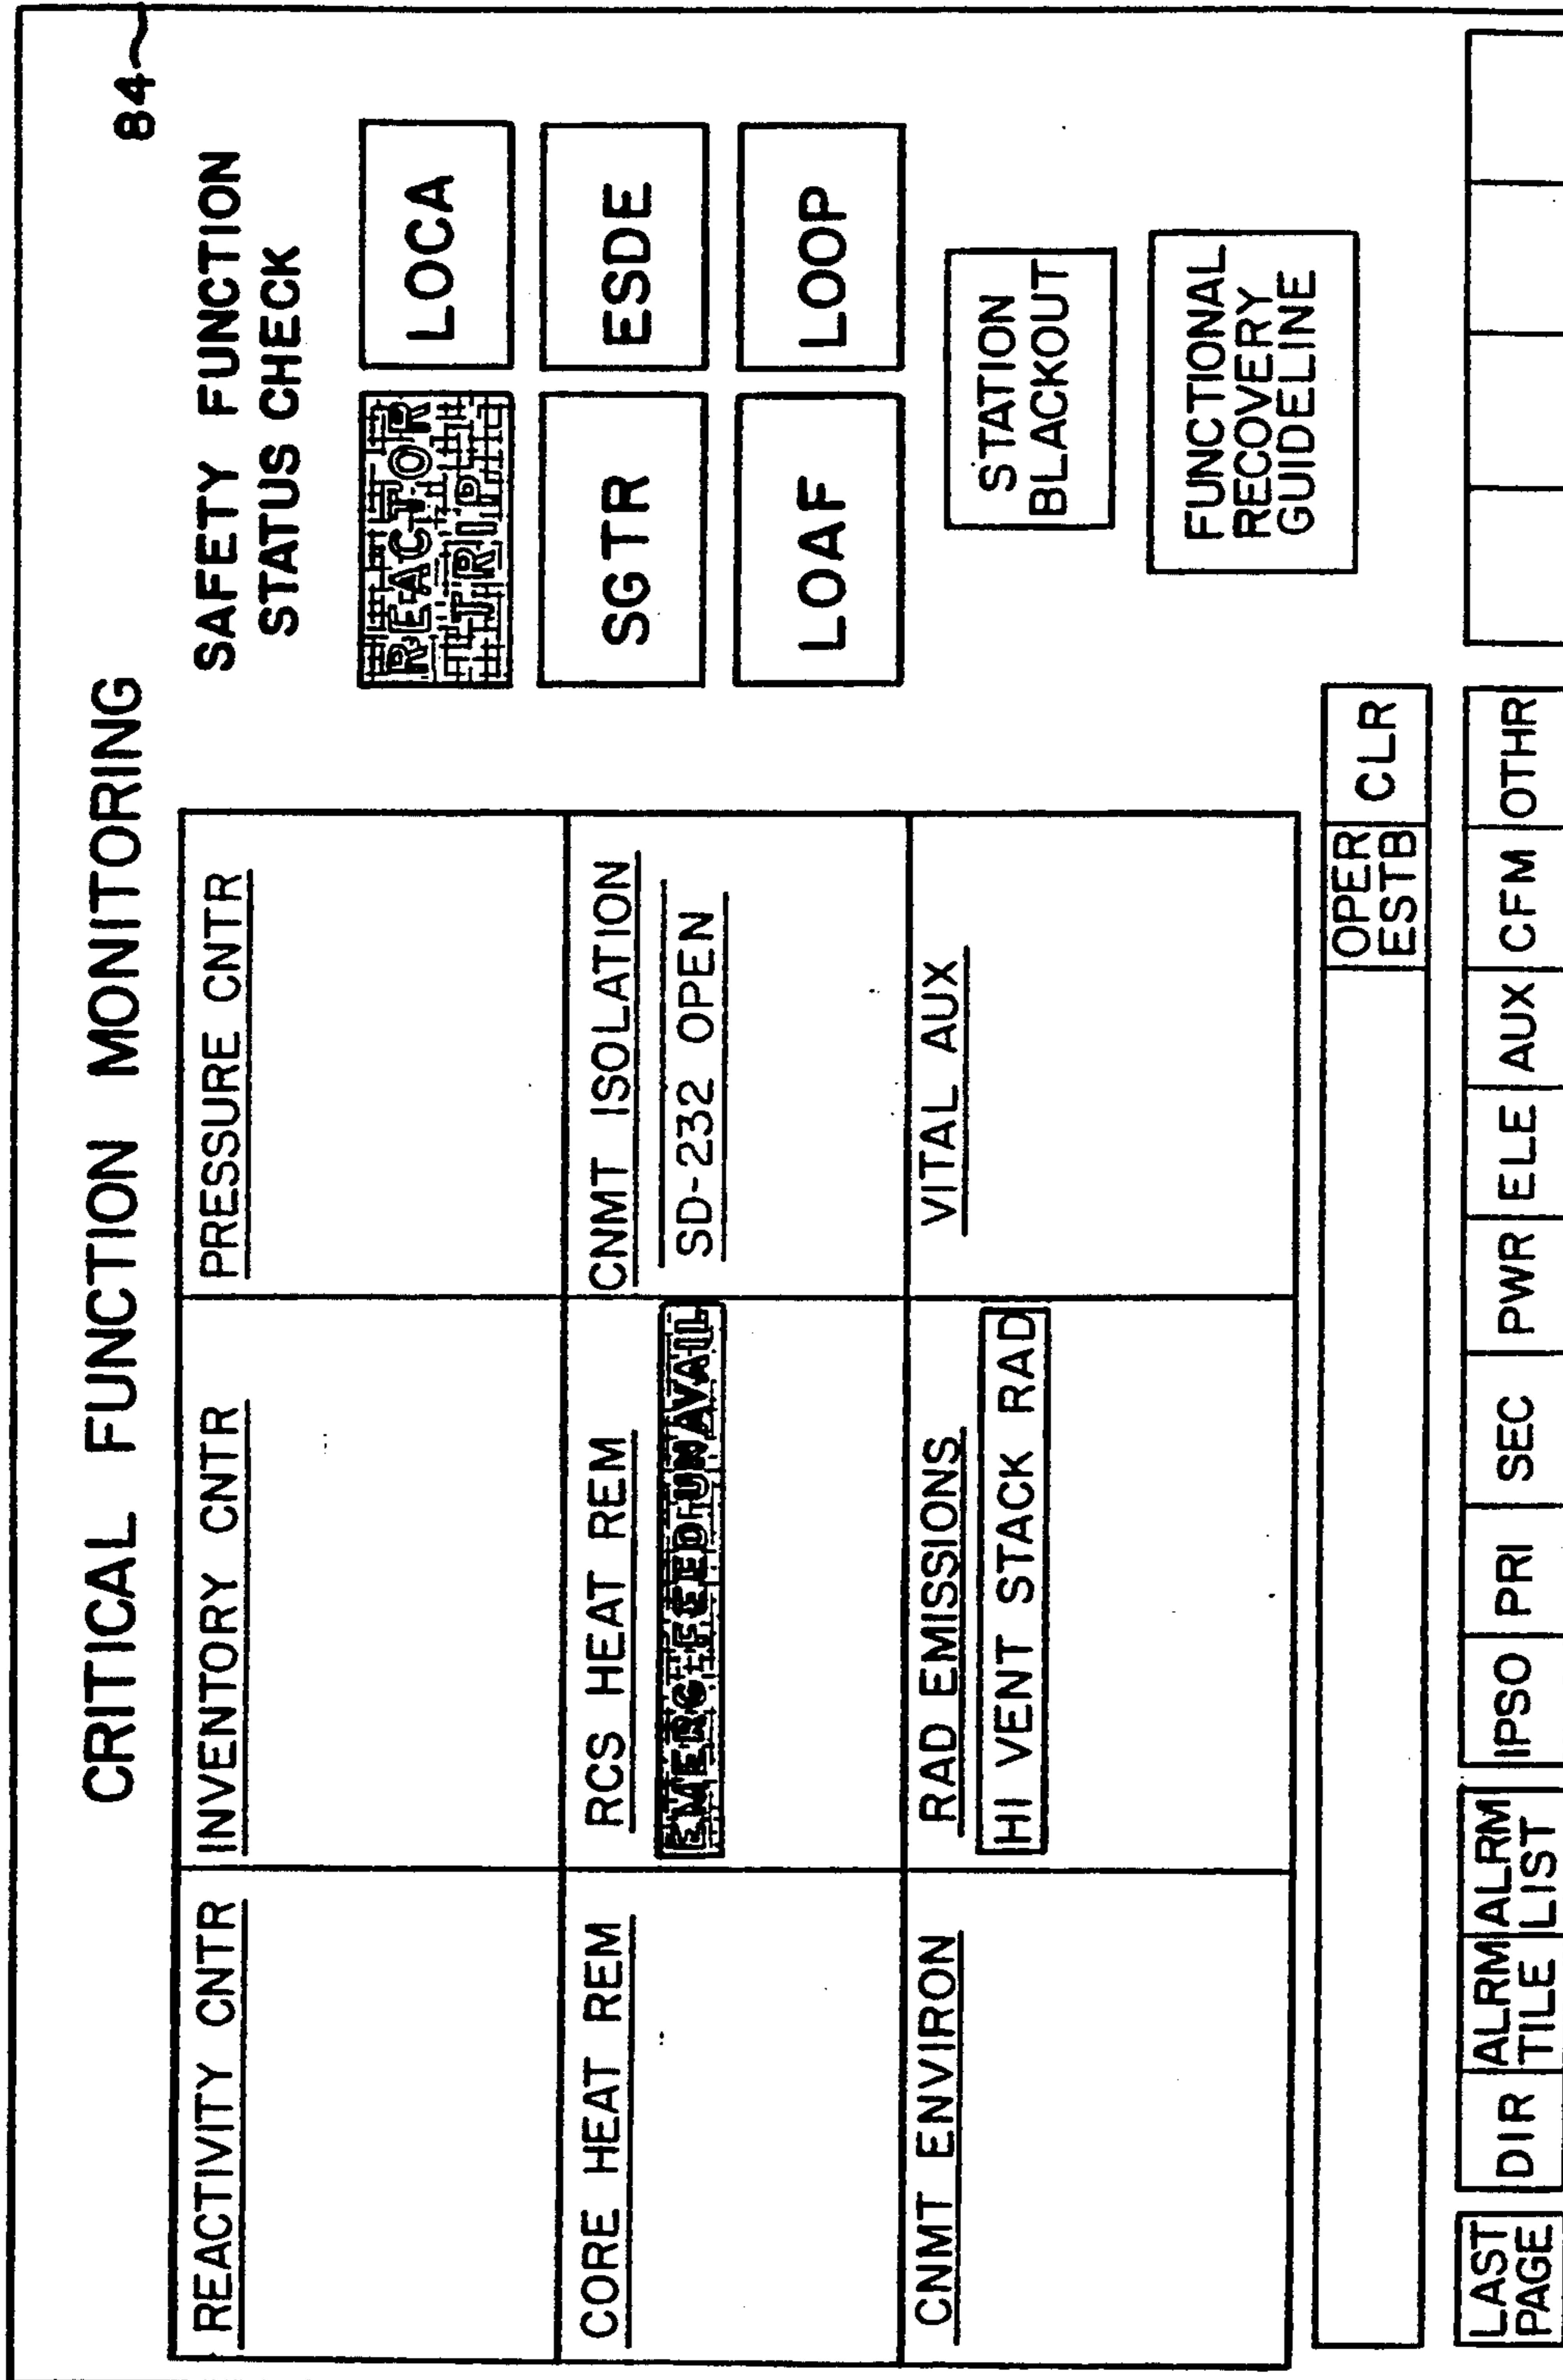 84
CRITICAL FUNCTION MONITORING
SAFETY FUNCTION
STATUS CHECK
REACTIVITY CNTR
INVENTORY CNTR
PRESSURE CNTR
CORE HEAT REM
RCS HEAT REM
EMERG FEED UNAVAIL
CNMT ISOLATION
SD-232 OPEN
CNMT ENVIRON
RAD EMISSIONS
HI VENT STACK RAD
VITAL AUX
REACTOR
TRIP
LOCA
SGTR
ESDE
LOAF
LOOP
STATION
BLACKOUT
FUNCTIONAL
RECOVERY
GUIDELINE
OPER
ESTB
CLR
LAST
PAGE
DIR
ALRM
TILE
ALRM
LIST
IPSO
PRI
SEC
PWR
ELE
AUX
CFM
OTHR